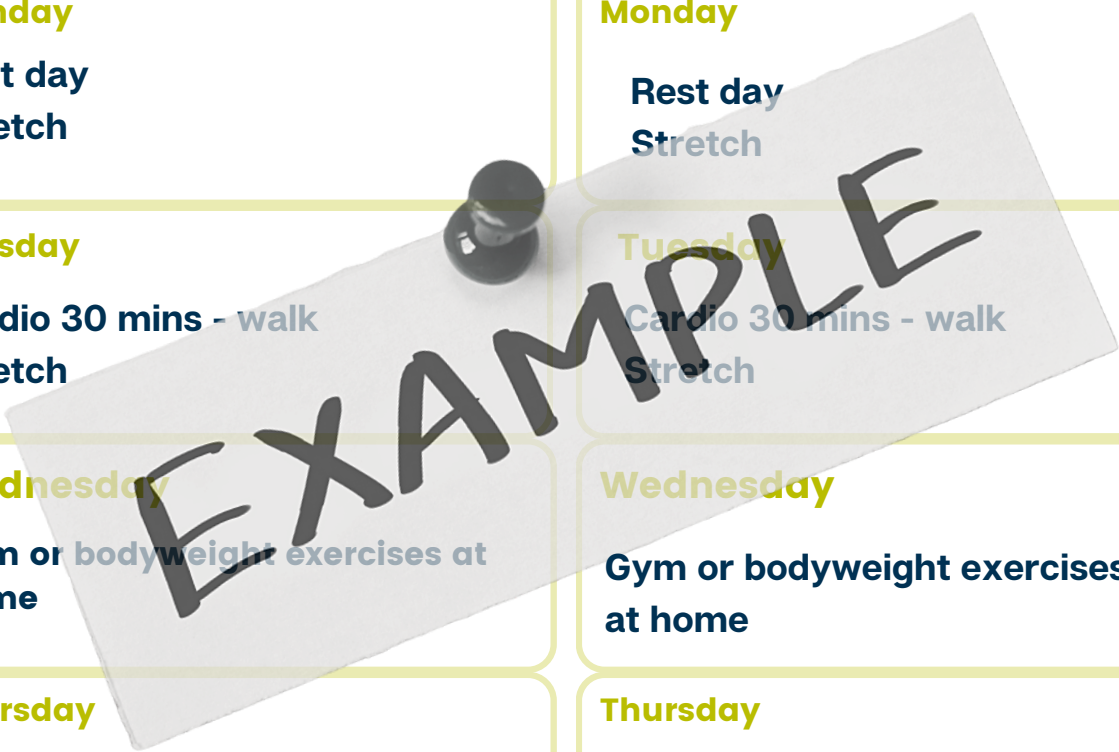 nday
t day
etch
sday
dio 30 mins - walk
etch
dnesday
m or bodyweight exercises at
me
rsday
Monday
Rest day
Stretch
Tuesday
Cardio 30 mins - walk
Stretch
Wednesday
Gym or bodyweight exercises
at home
Thursday
EXAMPLE